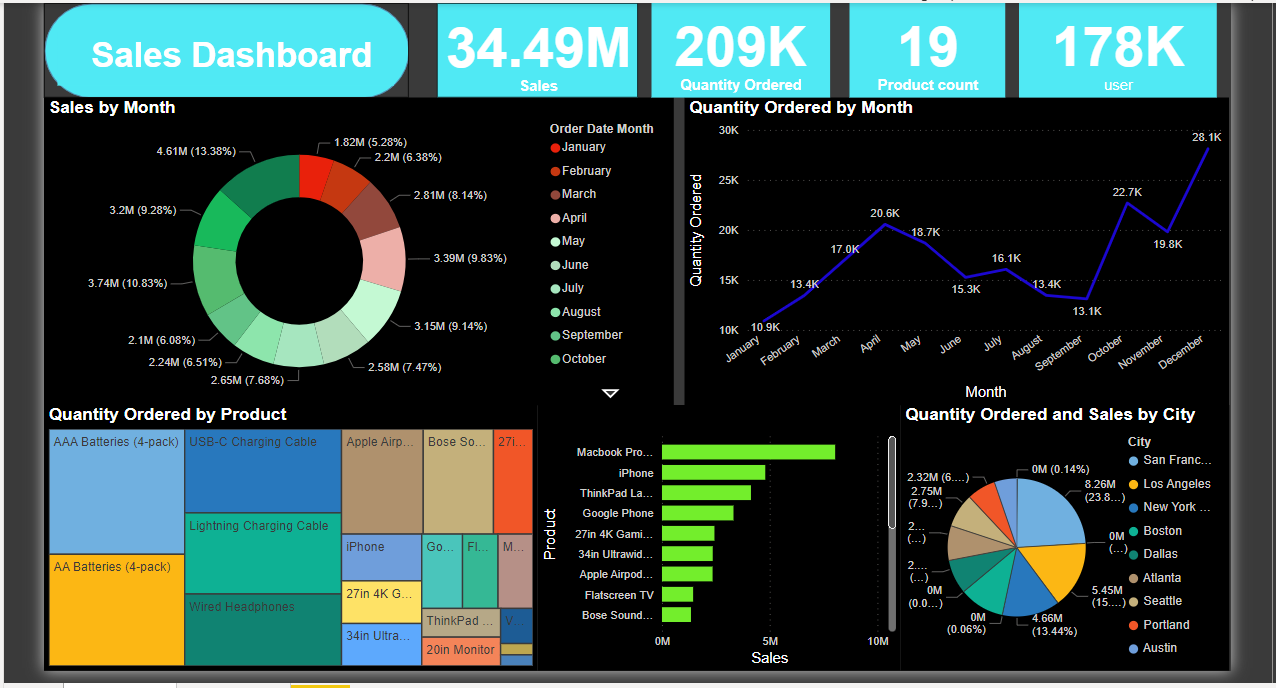 Sales Dashboard
34.49M
Sales
209K
Quantity Ordered
19
Product count
178K
user
Sales by Month
4.61M (13.38%)
1.82M (5.28%)
2.2M (6.38%)
2.81M (8.14%)
3.2M (9.28%)
3.39M (9.83%)
3.74M (10.83%)
3.15M (9.14%)
2.1M (6.08%)
2.24M (6.51%)
2.58M (7.47%)
2.65M (7.68%)
Order Date Month
January
February
March
April
May
June
July
August
September
October
Quantity Ordered by Month
Quantity Ordered
30K
25K
20K
15K
10K
10.9K
13.4K
17.0K
20.6K
18.7K
15.3K
16.1K
13.4K
13.1K
22.7K
19.8K
28.1K
January
February
March
April
May
June
July
August
September
October
November
December
Month
Quantity Ordered by Product
AAA Batteries (4-pack)
AA Batteries (4-pack)
USB-C Charging Cable
Lightning Charging Cable
Wired Headphones
Apple Airp...
iPhone
27in 4K G...
34in Ultra...
Bose So...
27i...
Go...
Fl...
M...
ThinkPad ...
V...
20in Monitor
Product
Macbook Pro...
iPhone
ThinkPad La...
Google Phone
27in 4K Gami...
34in Ultrawid...
Apple Airpod...
Flatscreen TV
Bose Sound...
0M
5M
10M
Sales
Quantity Ordered and Sales by City
0M (0.14%)
8.26M
(23.8...)
0M
(...)
5.45M
(15....)
4.66M
(13.44%)
0M
(0.06%)
0M
(0.0...)
2....
(...)
2...
(...)
2.75M
(7.9...)
2.32M (6....)
City
San Franc...
Los Angeles
New York ...
Boston
Dallas
Atlanta
Seattle
Portland
Austin